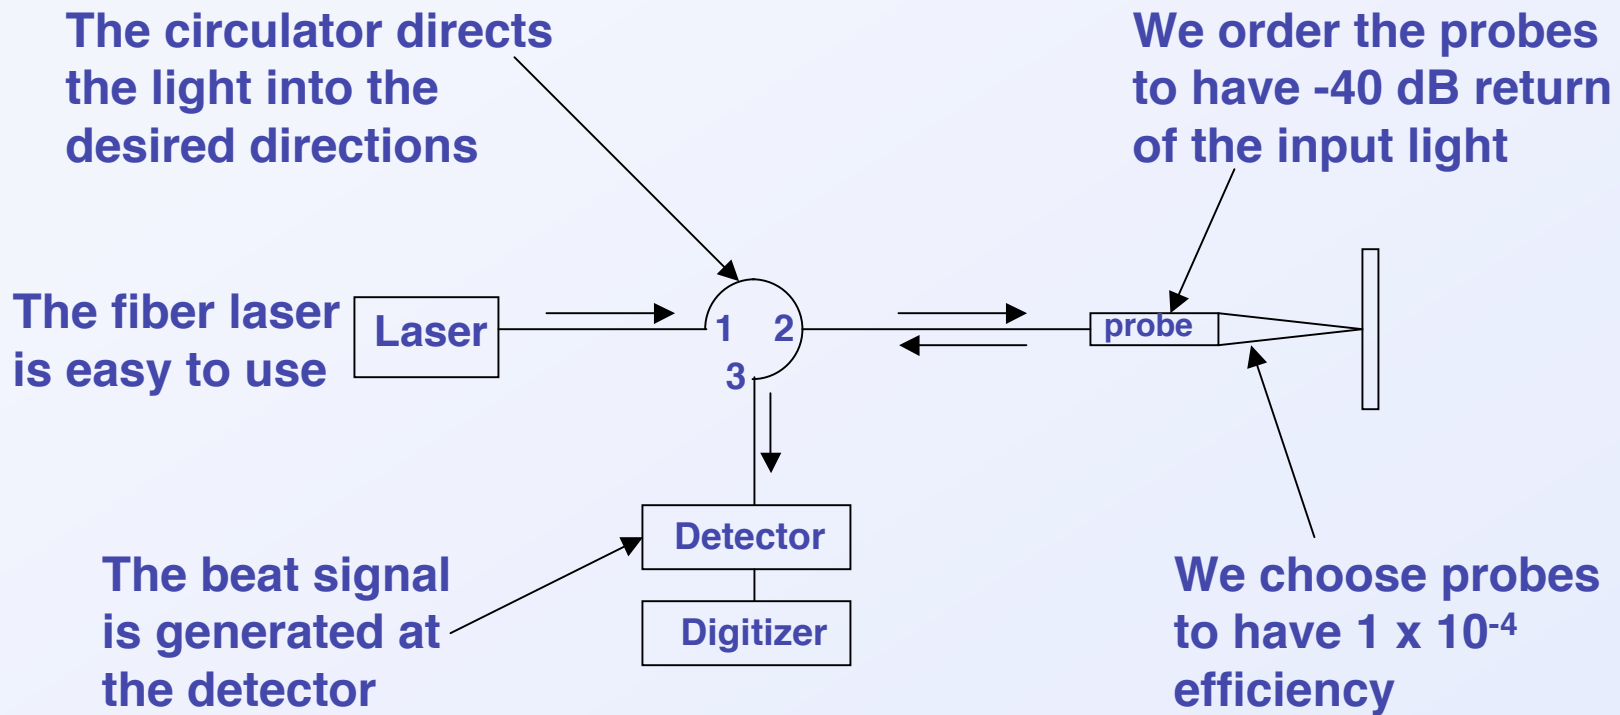 The circulator directs
the light into the
desired directions
We order the probes
to have -40 dB return
of the input light
The fiber laser
is easy to use
Laser
1 2
3
probe
Detector
Digitizer
The beat signal
is generated at
the detector
We choose probes
to have 1 x 10⁻⁴
efficiency